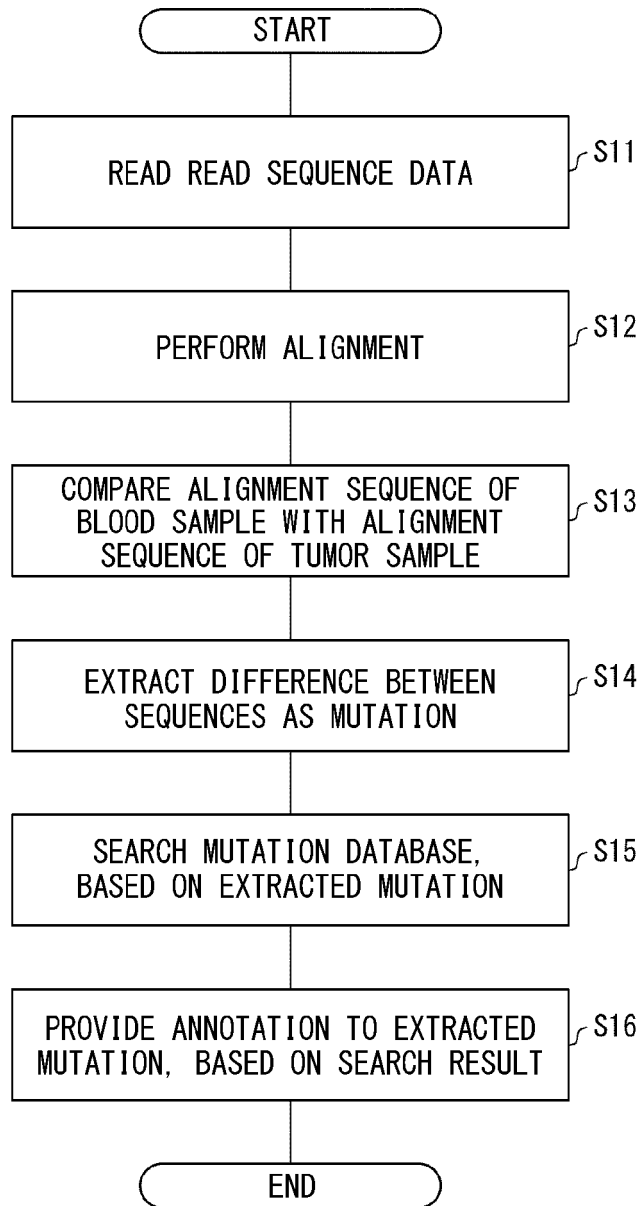 START
READ READ SEQUENCE DATA
S11
PERFORM ALIGNMENT
S12
COMPARE ALIGNMENT SEQUENCE OF
BLOOD SAMPLE WITH ALIGNMENT
SEQUENCE OF TUMOR SAMPLE
S13
EXTRACT DIFFERENCE BETWEEN
SEQUENCES AS MUTATION
S14
SEARCH MUTATION DATABASE,
BASED ON EXTRACTED MUTATION
S15
PROVIDE ANNOTATION TO EXTRACTED
MUTATION, BASED ON SEARCH RESULT
S16
END